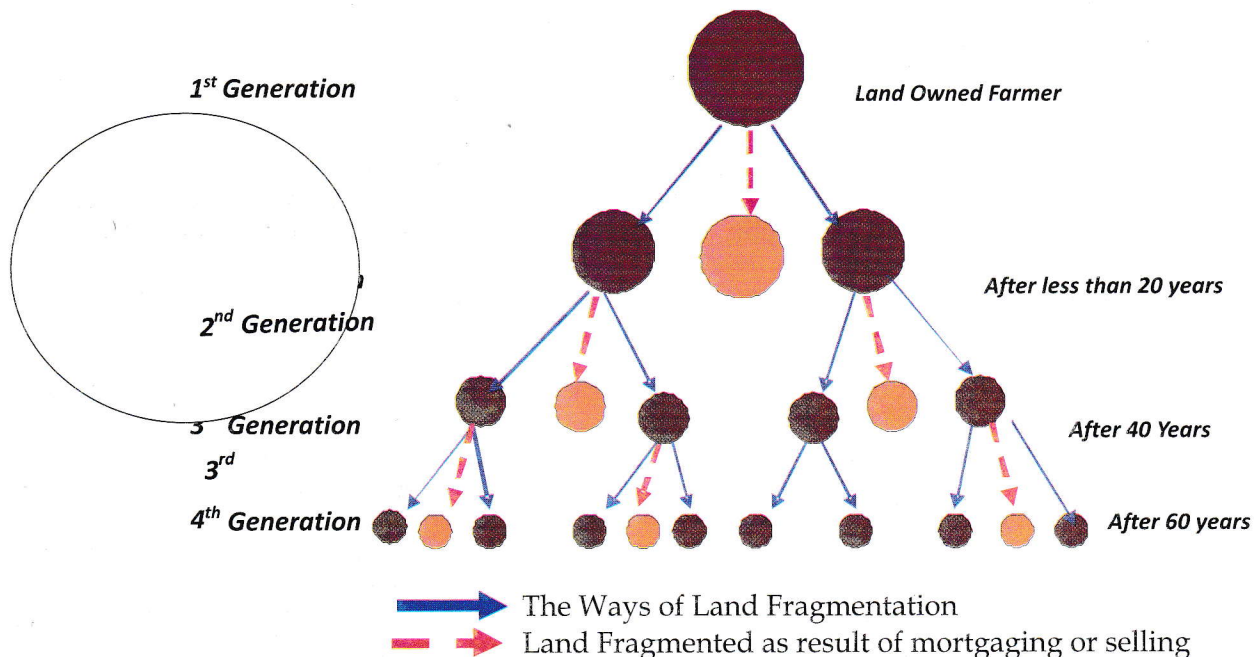 1st Generation
Land Owned Farmer
After less than 20 years
2nd Generation
3 Generation
After 40 Years
3rd
4th Generation
After 60 years
The Ways of Land Fragmentation
Land Fragmented as result of mortgaging or selling